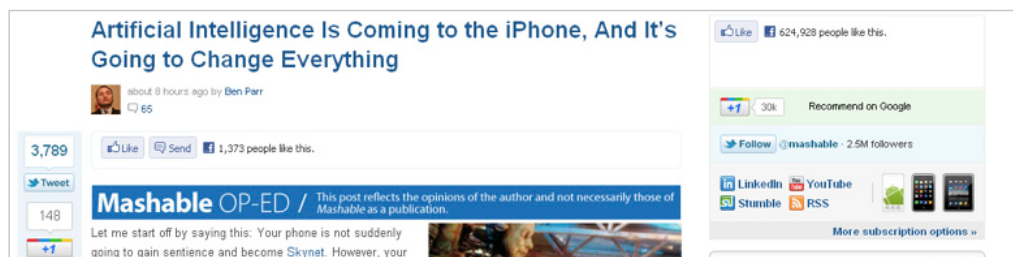 Artificial Intelligence Is Coming to the iPhone, And It's
Going to Change Everything
about 8 hours ago by Ben Parr
65
3,789
Tweet
148
+1
Like Send 1,373 people like this.
Mashable OP-ED / This post reflects the opinions of the author and not necessarily those of
Mashable as a publication.
Let me start off by saying this: Your phone is not suddenly
going to gain sentience and become Skynet. However, your
Like 624,928 people like this.
+1 30k Recommend on Google
Follow @mashable · 2.5M followers
LinkedIn YouTube
Stumble RSS
More subscription options »